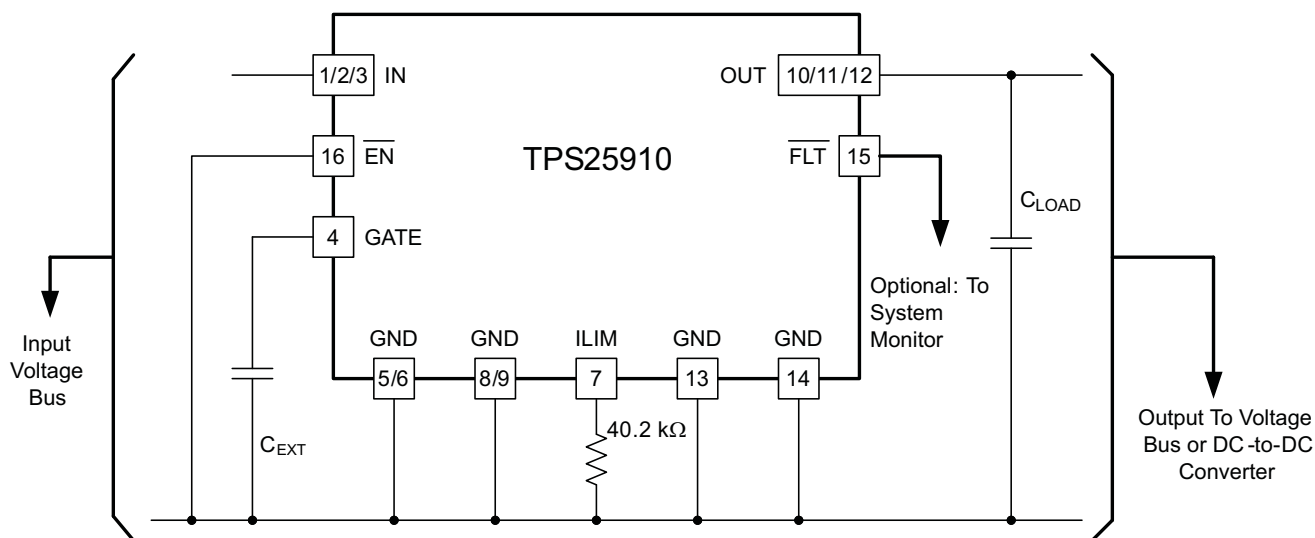 1/2/3
IN
OUT
10/11/12
16
EN
TPS25910
FLT
15
4
GATE
CLOAD
Optional: To
System
Monitor
GND
GND
ILIM
GND
GND
5/6
8/9
7
13
14
Input
Voltage
Bus
40.2 kΩ
CEXT
Output To Voltage
Bus or DC-to-DC
Converter